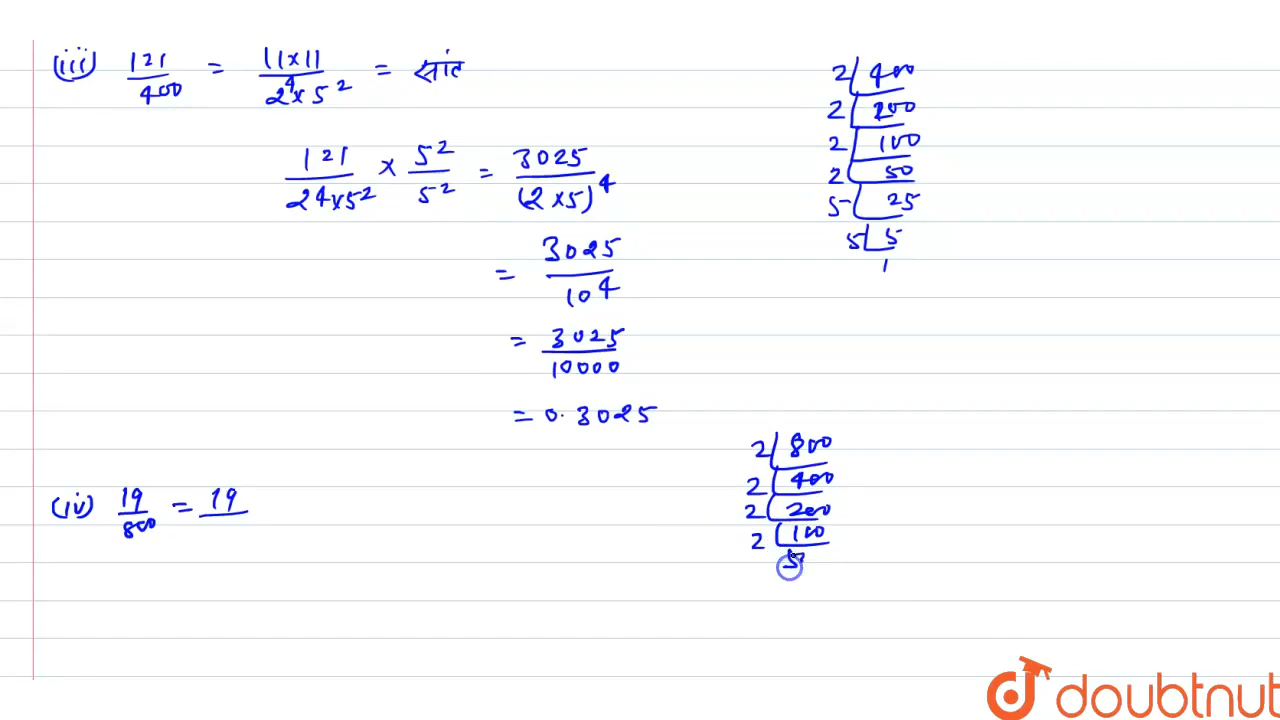 (iii) 121/400 = 11×11/2⁴×5² = सांत
121/2⁴×5² × 5²/5² = 3025/(2×5)⁴
= 3025/10⁴
= 3025/10000
= 0.3025
2 | 400
2 | 200
2 | 100
2 | 50
5 | 25
5 | 5
1
(iv) 19/800 = 19
2 | 800
2 | 400
2 | 200
2 | 100
50
doubtnut